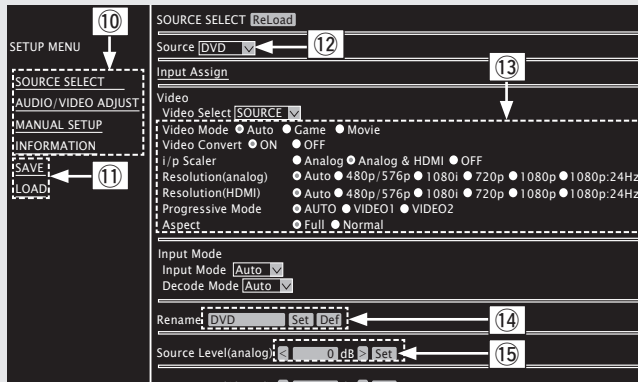 ⑩
SETUP MENU
SOURCE SELECT
AUDIO/VIDEO ADJUST
MANUAL SETUP
INFORMATION
SAVE
LOAD
⑪
SOURCE SELECT ReLoad
Source DVD ⑫
Input Assign
⑬
Video
Video Select SOURCE
Video Mode Auto Game Movie
Video Convert ON OFF
i/p Scaler Analog Analog & HDMI OFF
Resolution(analog) Auto 480p/576p 1080i 720p 1080p 1080p:24Hz
Resolution(HDMI) Auto 480p/576p 1080i 720p 1080p 1080p:24Hz
Progressive Mode AUTO VIDEO1 VIDEO2
Aspect Full Normal
Input Mode
Input Mode Auto
Decode Mode Auto
Rename DVD Set Def ⑭
Source Level(analog) < 0 dB > Set ⑮